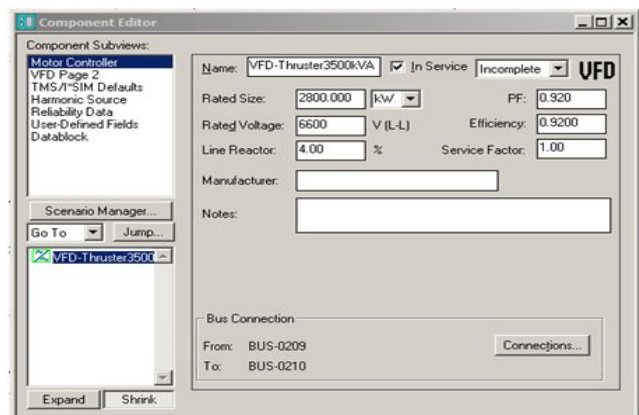 Component Editor
Component Subviews:
Motor Controller
VFD Page 2
TMS/I*SIM Defaults
Harmonic Source
Reliability Data
User-Defined Fields
Datablock
Scenario Manager...
Go To Jump...
VFD-Thruster3500
Expand Shrink
Name: VFD-Thruster3500kVA In Service Incomplete VFD
Rated Size: 2800.000 kW PF: 0.920
Rated Voltage: 6600 V (L-L) Efficiency: 0.9200
Line Reactor: 4.00 % Service Factor: 1.00
Manufacturer:
Notes:
Bus Connection
From: BUS-0209 Connections...
To: BUS-0210